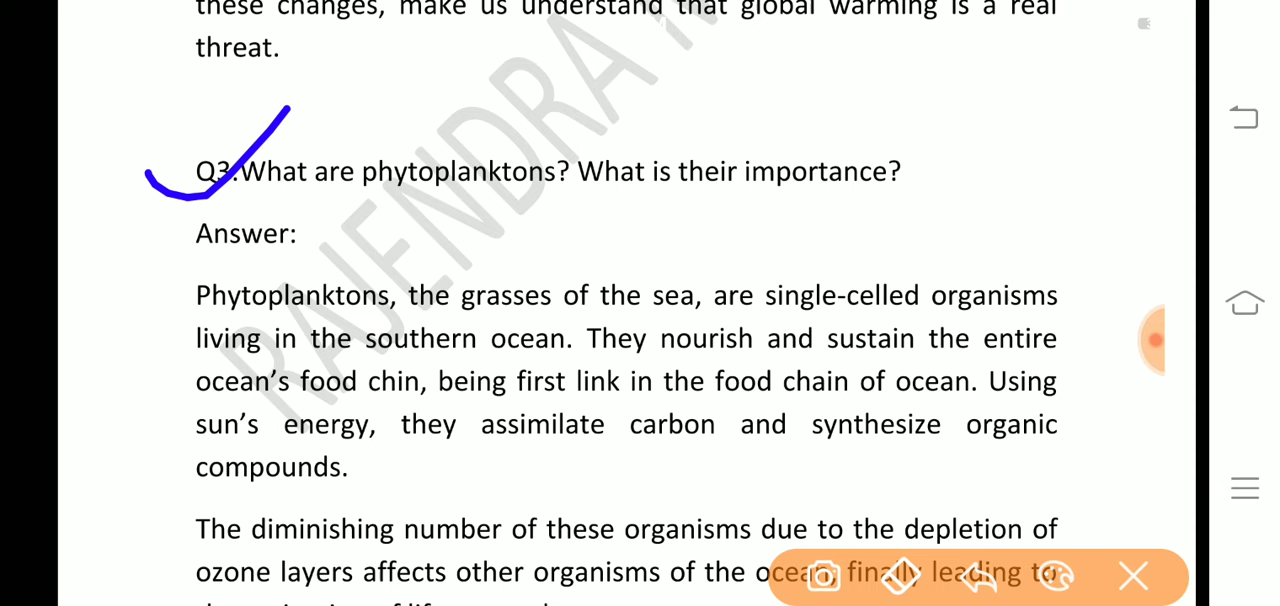 these changes, make us understand that global warming is a real
threat.
Q3.What are phytoplanktons? What is their importance?
Answer:
Phytoplanktons, the grasses of the sea, are single-celled organisms
living in the southern ocean. They nourish and sustain the entire
ocean’s food chin, being first link in the food chain of ocean. Using
sun’s energy, they assimilate carbon and synthesize organic
compounds.
The diminishing number of these organisms due to the depletion of
ozone layers affects other organisms of the ocean, finally leading to
RAJENDRA